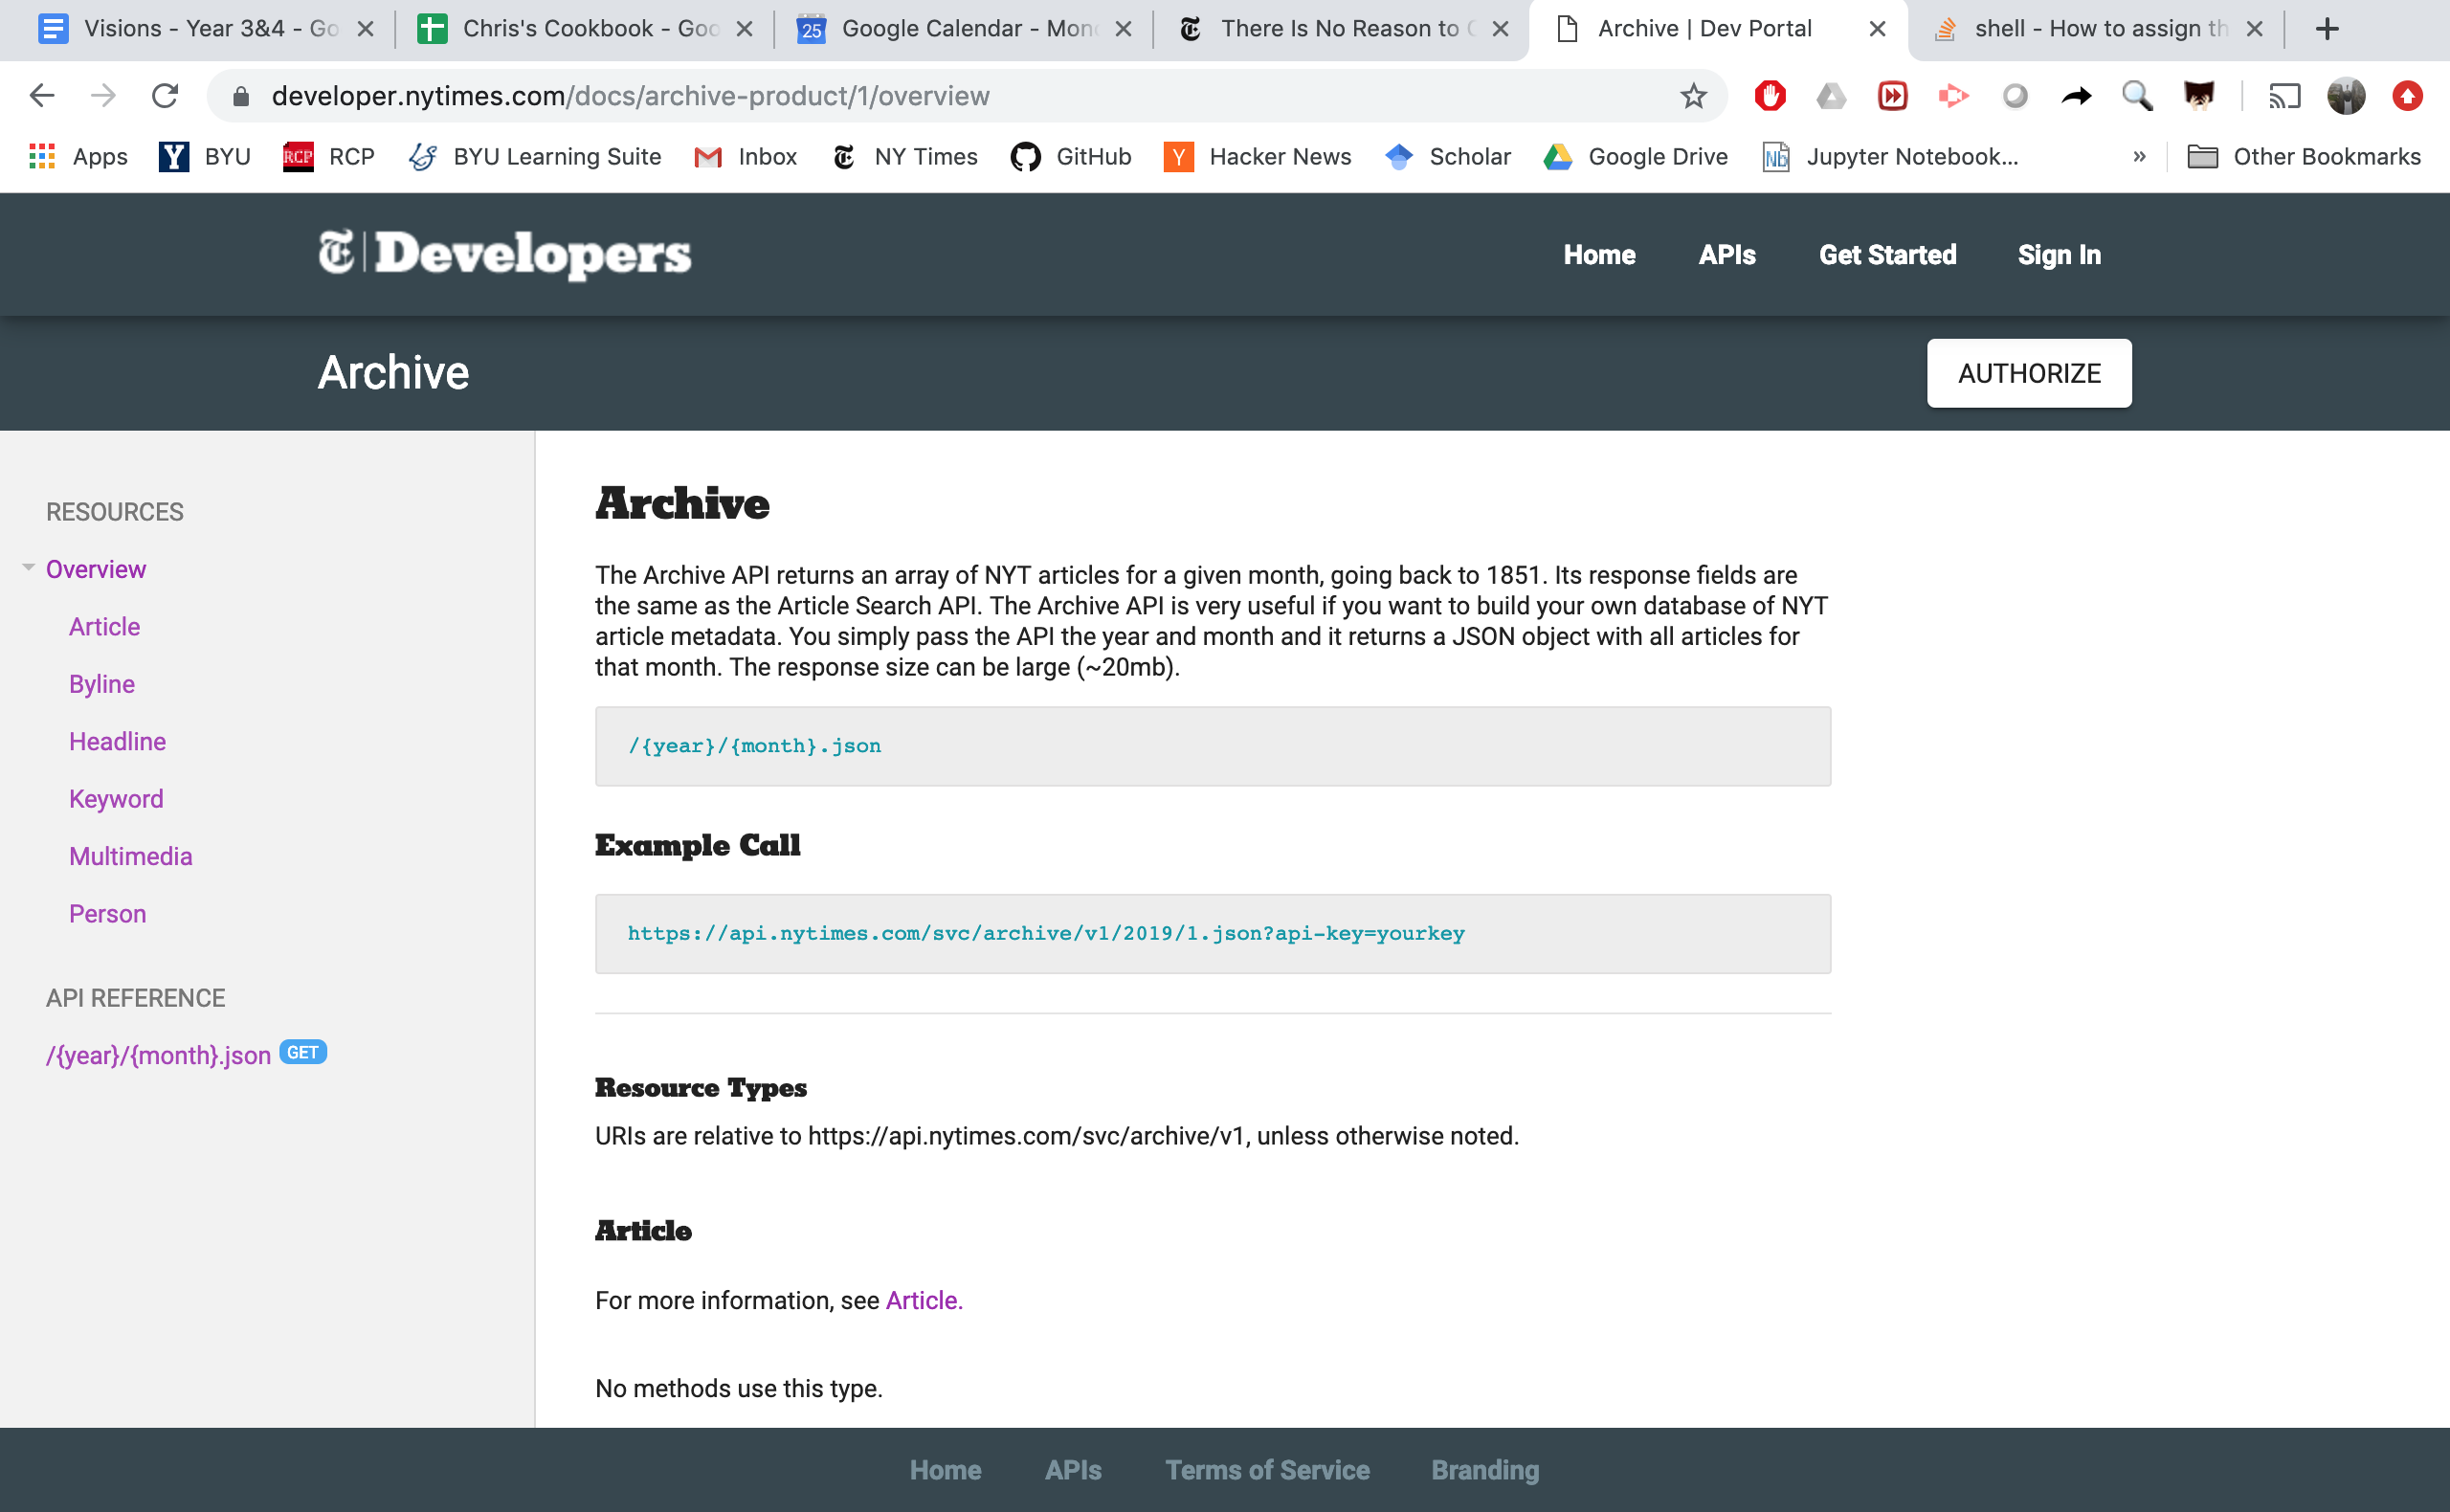 Visions - Year 3&4 - Go
Chris's Cookbook - Goo
25
Google Calendar - Mon
There Is No Reason to
Archive | Dev Portal
shell - How to assign th
developer.nytimes.com/docs/archive-product/1/overview
Apps
Y BYU
RCP RCP
BYU Learning Suite
Inbox
NY Times
GitHub
Y Hacker News
Scholar
Google Drive
Nb Jupyter Notebook...
»
Other Bookmarks
T Developers
Home
APIs
Get Started
Sign In
Archive
AUTHORIZE
RESOURCES
Overview
Article
Byline
Headline
Keyword
Multimedia
Person
API REFERENCE
/{year}/{month}.json GET
Archive
The Archive API returns an array of NYT articles for a given month, going back to 1851. Its response fields are
the same as the Article Search API. The Archive API is very useful if you want to build your own database of NYT
article metadata. You simply pass the API the year and month and it returns a JSON object with all articles for
that month. The response size can be large (~20mb).
/{year}/{month}.json
Example Call
https://api.nytimes.com/svc/archive/v1/2019/1.json?api-key=yourkey
Resource Types
URIs are relative to https://api.nytimes.com/svc/archive/v1, unless otherwise noted.
Article
For more information, see Article.
No methods use this type.
Home
APIs
Terms of Service
Branding